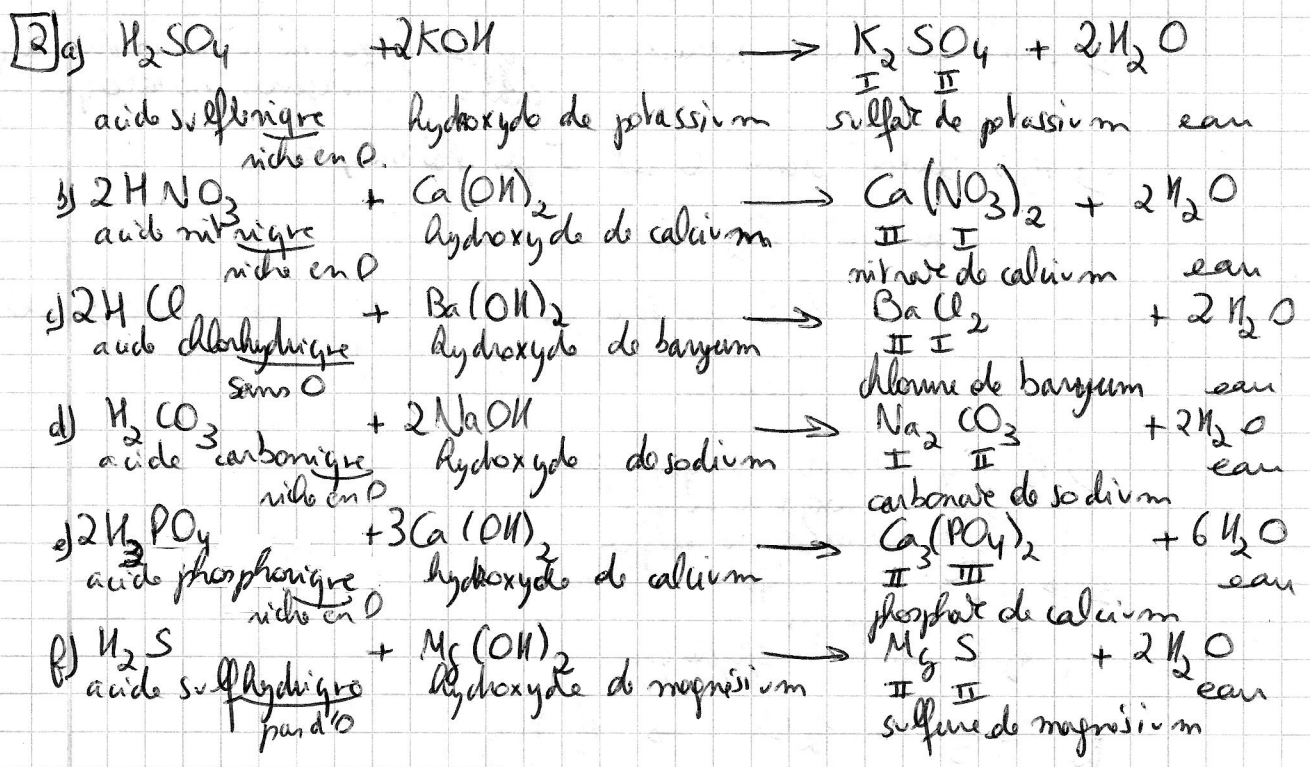 2 a) H₂SO₄ + 2KOH → K₂SO₄ + 2H₂O
I II
acide sulfurique hydroxyde de potassium sulfate de potassium eau
riche en O.
b) 2HNO₃ + Ca(OH)₂ → Ca(NO₃)₂ + 2H₂O
acide nitrique hydroxyde de calcium II I
riche en O nitrate de calcium eau
c) 2HCl + Ba(OH)₂ → BaCl₂ + 2H₂O
acide chlorhydrique hydroxyde de baryum II I
sans O chlorure de baryum eau
d) H₂CO₃ + 2NaOH → Na₂CO₃ + 2H₂O
acide carbonique hydroxyde de sodium I II eau
riche en O carbonate de sodium
e) 2H₃PO₄ + 3Ca(OH)₂ → Ca₃(PO₄)₂ + 6H₂O
acide phosphorique hydroxyde de calcium II III eau
riche en O phosphate de calcium
f) H₂S + Mg(OH)₂ → MgS + 2H₂O
acide sulfhydrique hydroxyde de magnésium II II eau
pas d'O sulfure de magnésium